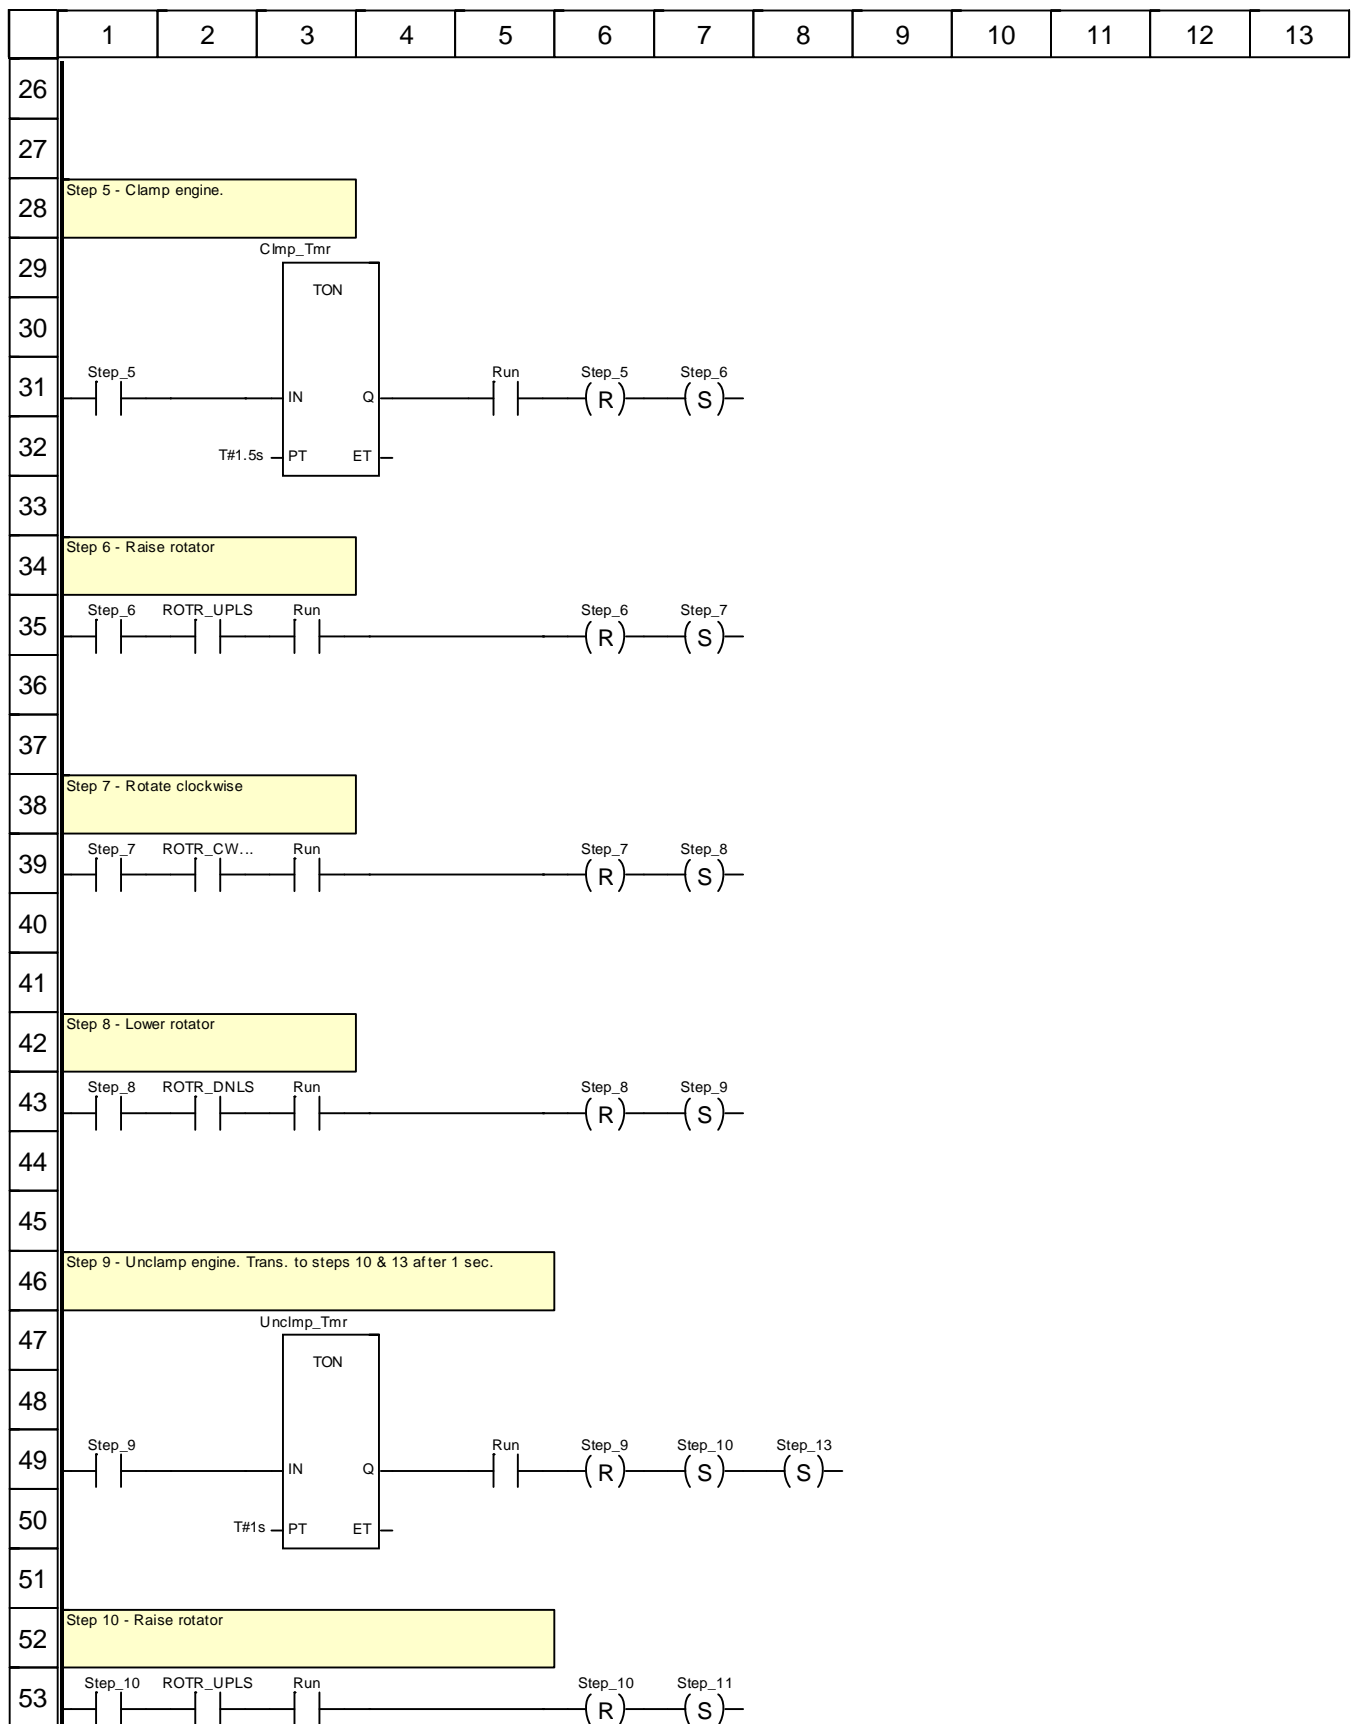 1 2 3 4 5 6 7 8 9 10 11 12 13
26
27
28 Step 5 - Clamp engine.
Clmp_Tmr
29
TON
30
Step_5 Run Step_5 Step_6
31 IN Q R S
32 T#1.5s PT ET
33
34 Step 6 - Raise rotator
Step_6 ROTR_UPLS Run Step_6 Step_7
35 R S
36
37
38 Step 7 - Rotate clockwise
Step_7 ROTR_CW... Run Step_7 Step_8
39 R S
40
41
42 Step 8 - Lower rotator
Step_8 ROTR_DNLS Run Step_8 Step_9
43 R S
44
45
46 Step 9 - Unclamp engine. Trans. to steps 10 & 13 after 1 sec.
Unclmp_Tmr
47
TON
48
Step_9 Run Step_9 Step_10 Step_13
49 IN Q R S S
50 T#1s PT ET
51
52 Step 10 - Raise rotator
Step_10 ROTR_UPLS Run Step_10 Step_11
53 R S